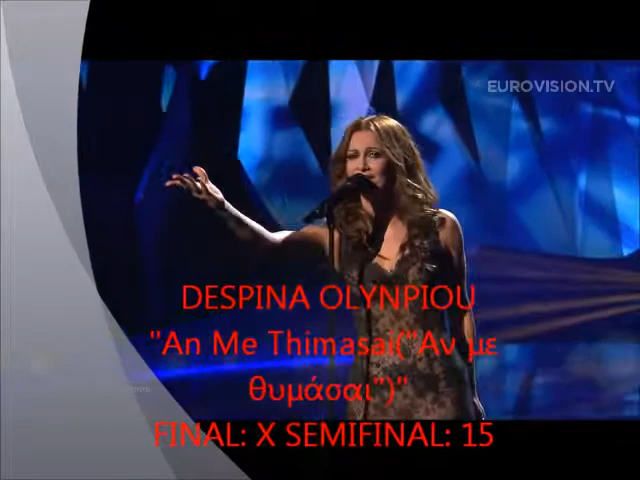 EUROVISION.TV
DESPINA OLYNPIOU
"An Me Thimasai("Αν με
θυμάσαι")"
FINAL: X SEMIFINAL: 15